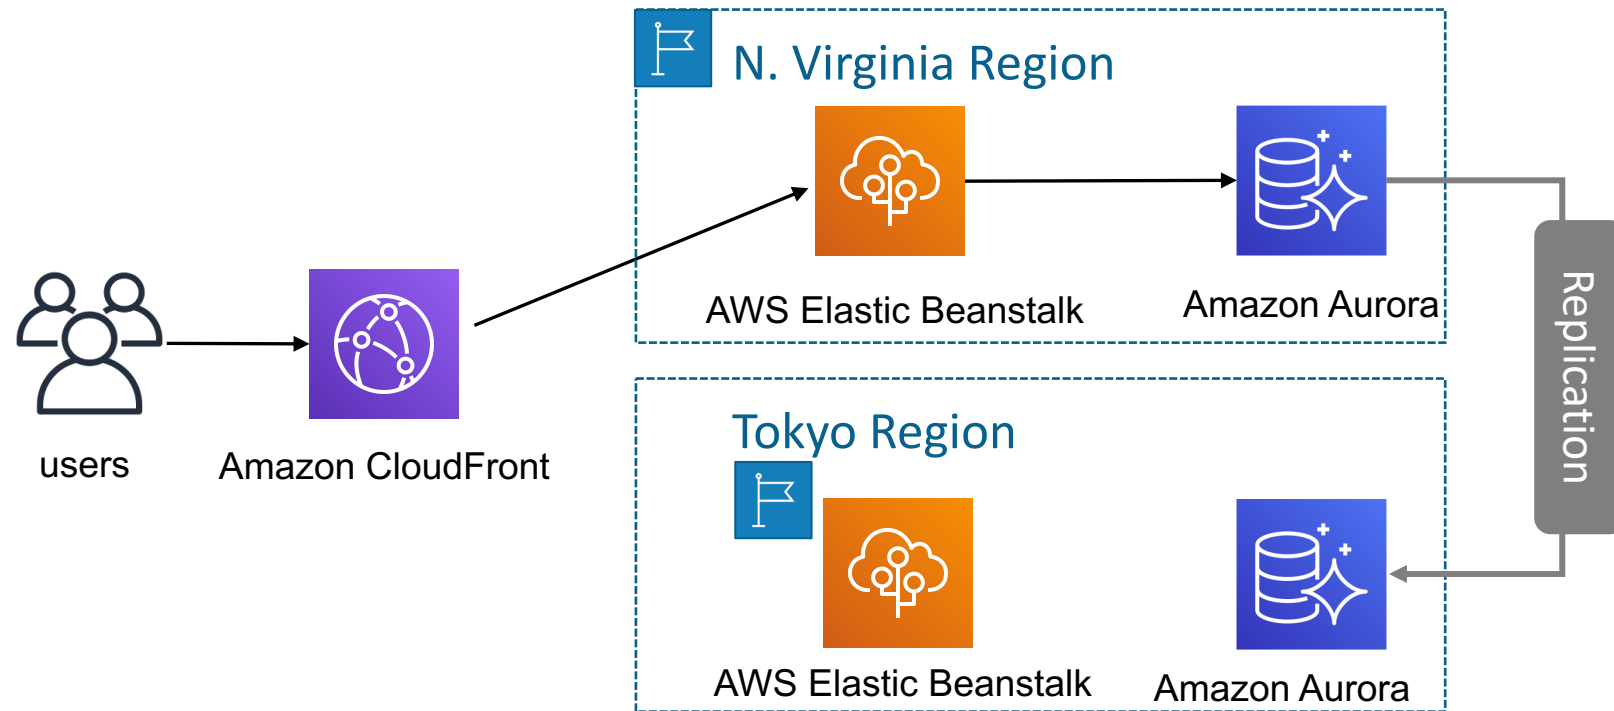 N. Virginia Region
AWS Elastic Beanstalk
Amazon Aurora
users
Amazon CloudFront
Replication
Tokyo Region
AWS Elastic Beanstalk
Amazon Aurora